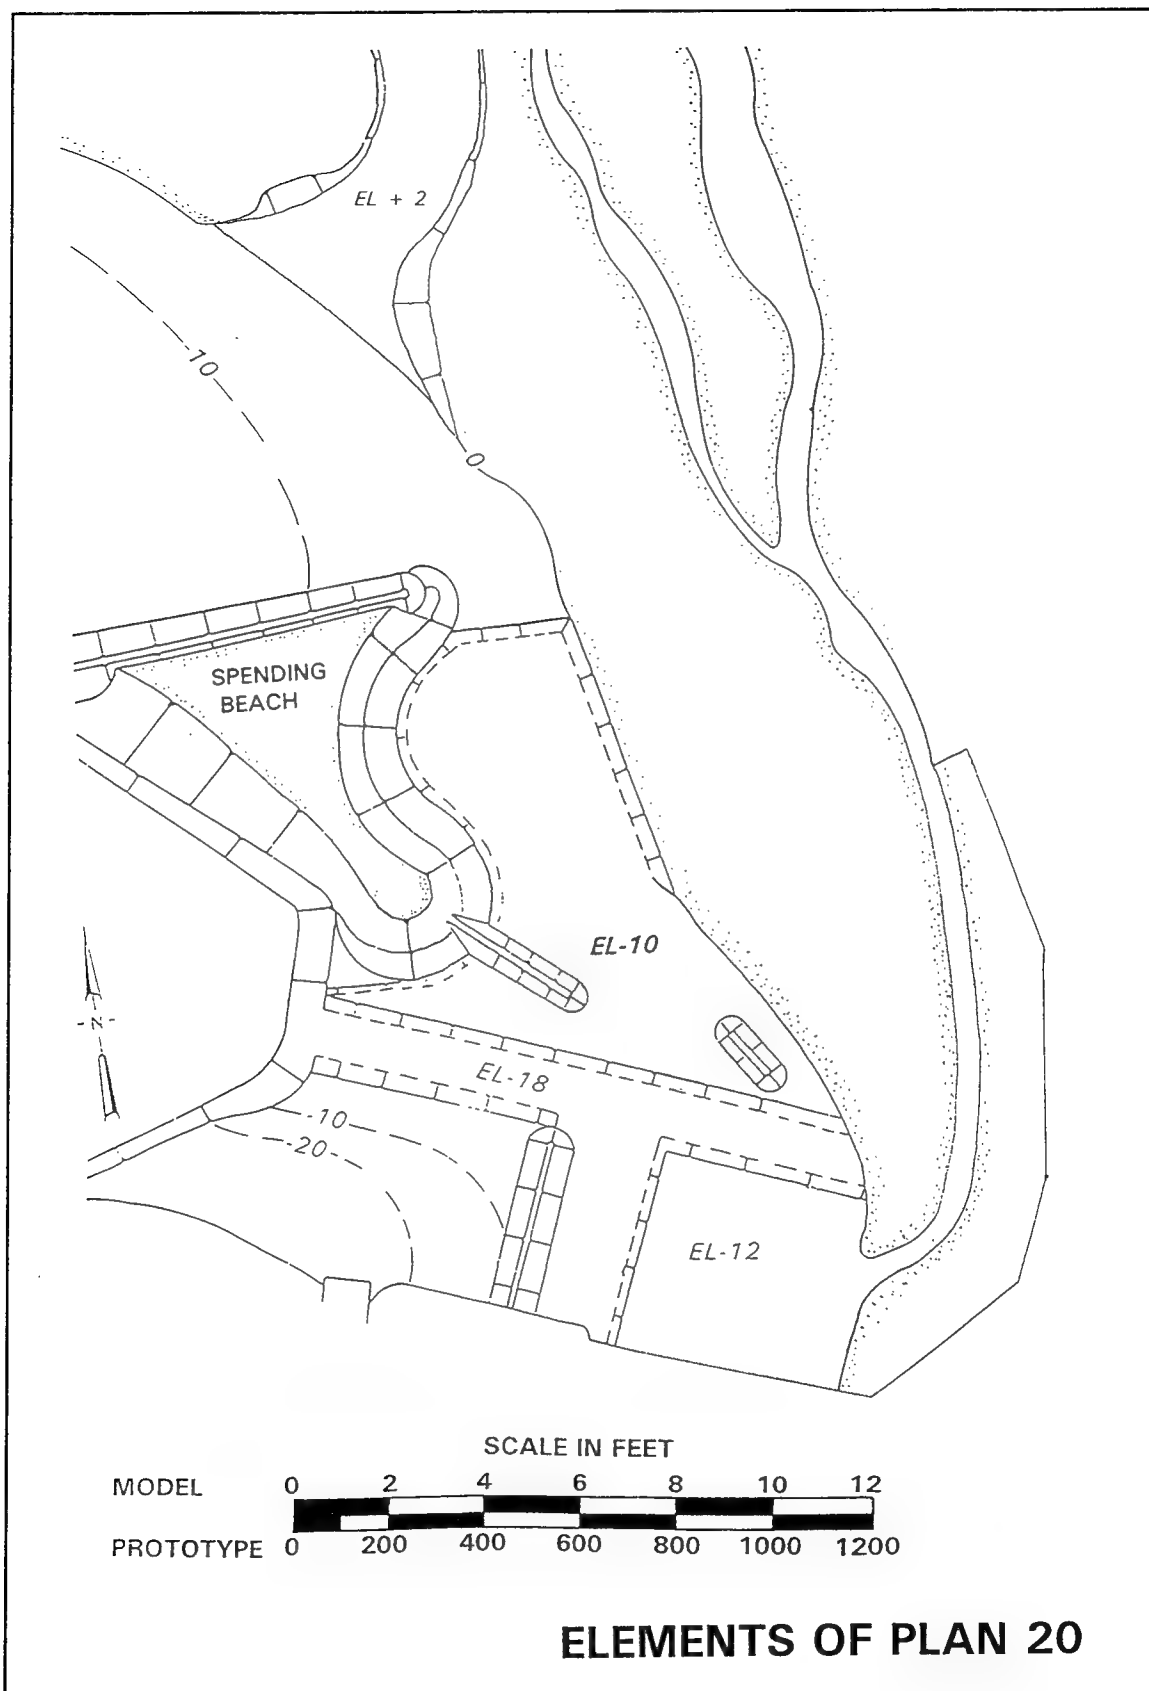 EL + 2
-10
0
SPENDING
BEACH
EL-10
-N-
EL-18
-10
-20-
EL-12
SCALE IN FEET
MODEL 0 2 4 6 8 10 12
PROTOTYPE 0 200 400 600 800 1000 1200
ELEMENTS OF PLAN 20